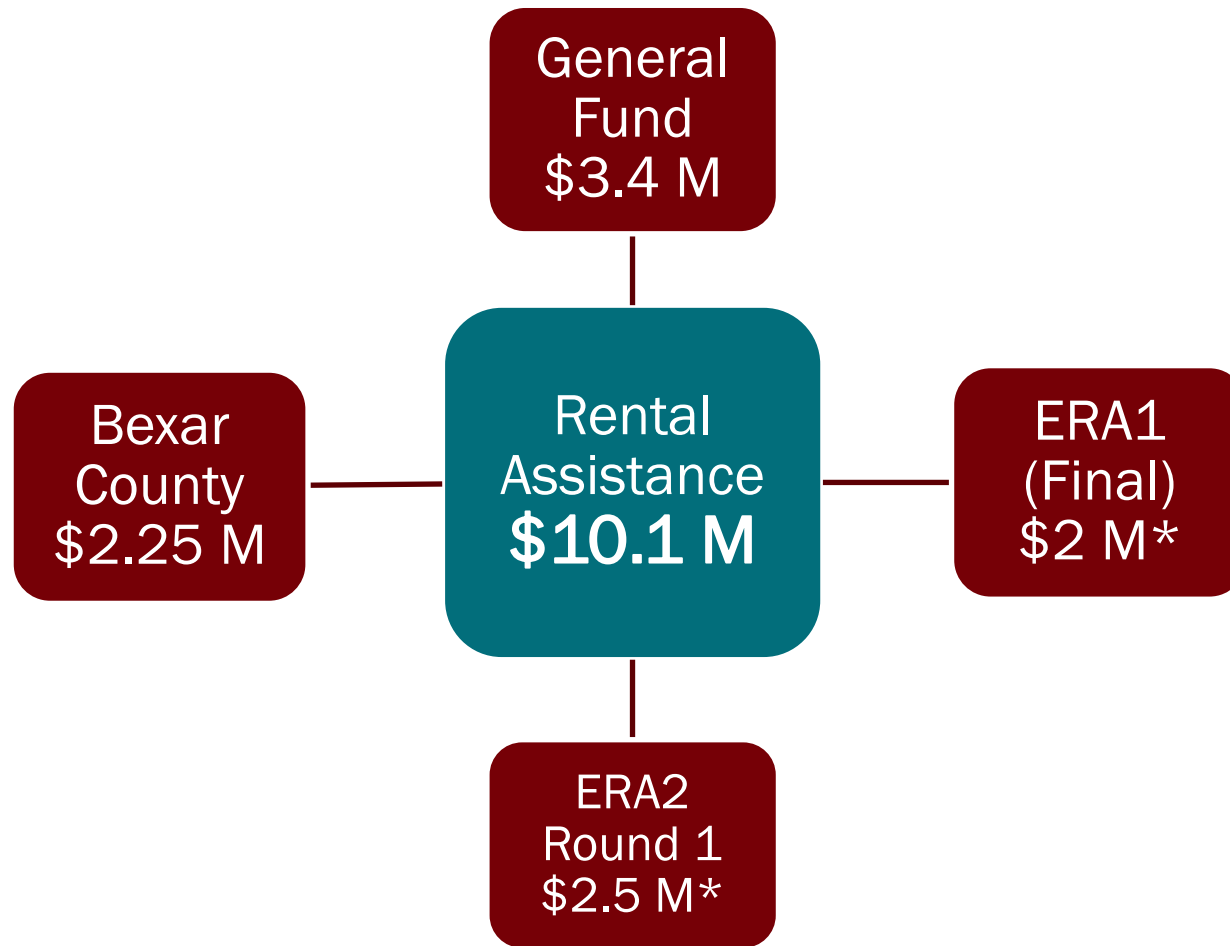 General
Fund
$3.4 M
Bexar
County
$2.25 M
Rental
Assistance
$10.1 M
ERA1
(Final)
$2 M*
ERA2
Round 1
$2.5 M*